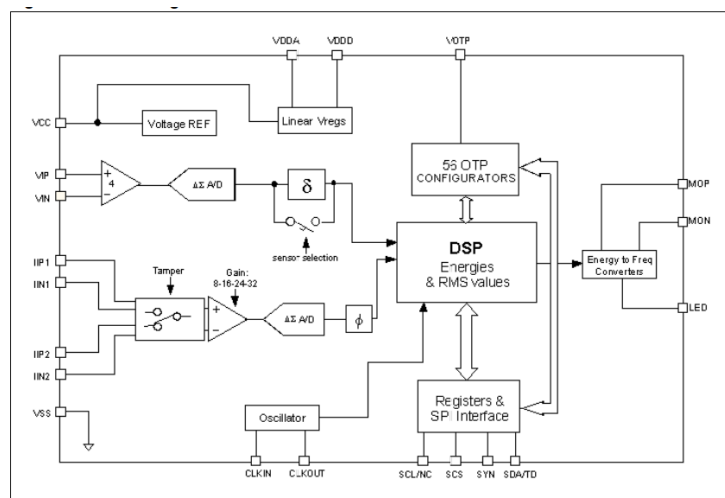 VDDA VDDD VOTP
VCC
Voltage REF
Linear Vregs
56 OTP
CONFIGURATORS
VIP
VIN
+
4
−
ΔΣ A/D
δ
sensor selection
MOP
MON
DSP
Energies
& RMS values
Energy to Freq
Converters
LED
IIP1
IIN1
Tamper
Gain:
8-16-24-32
+
−
ΔΣ A/D
ϕ
IIP2
IIN2
VSS
Oscillator
Registers &
SPI Interface
CLKIN CLKOUT SCL/NC SCS SYN SDA/TD